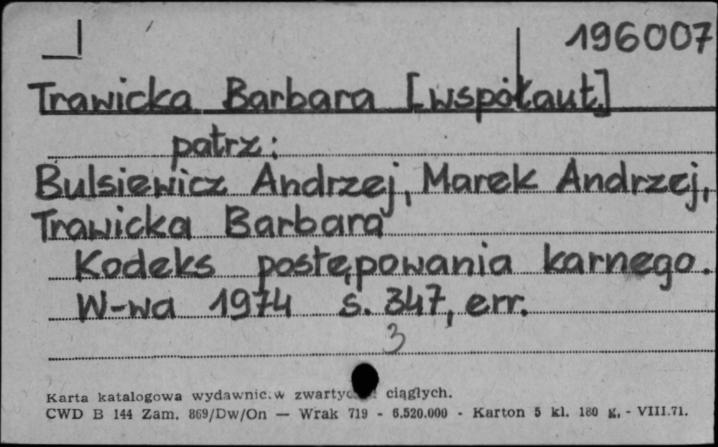 196007
Trawicka Barbara [współaut.]
patrz:
Bulsiewicz Andrzej, Marek Andrzej,
Trawicka Barbara
Kodeks postępowania karnego.
W-wa 1974 s. 347, err.
3
Karta katalogowa wydawnic.w ciągłych.
CWD B 144 Zam. 869/Dw/On — Wrak 719 - 6.520.000 - Karton 5 kl. 180 g. - VIII.71.